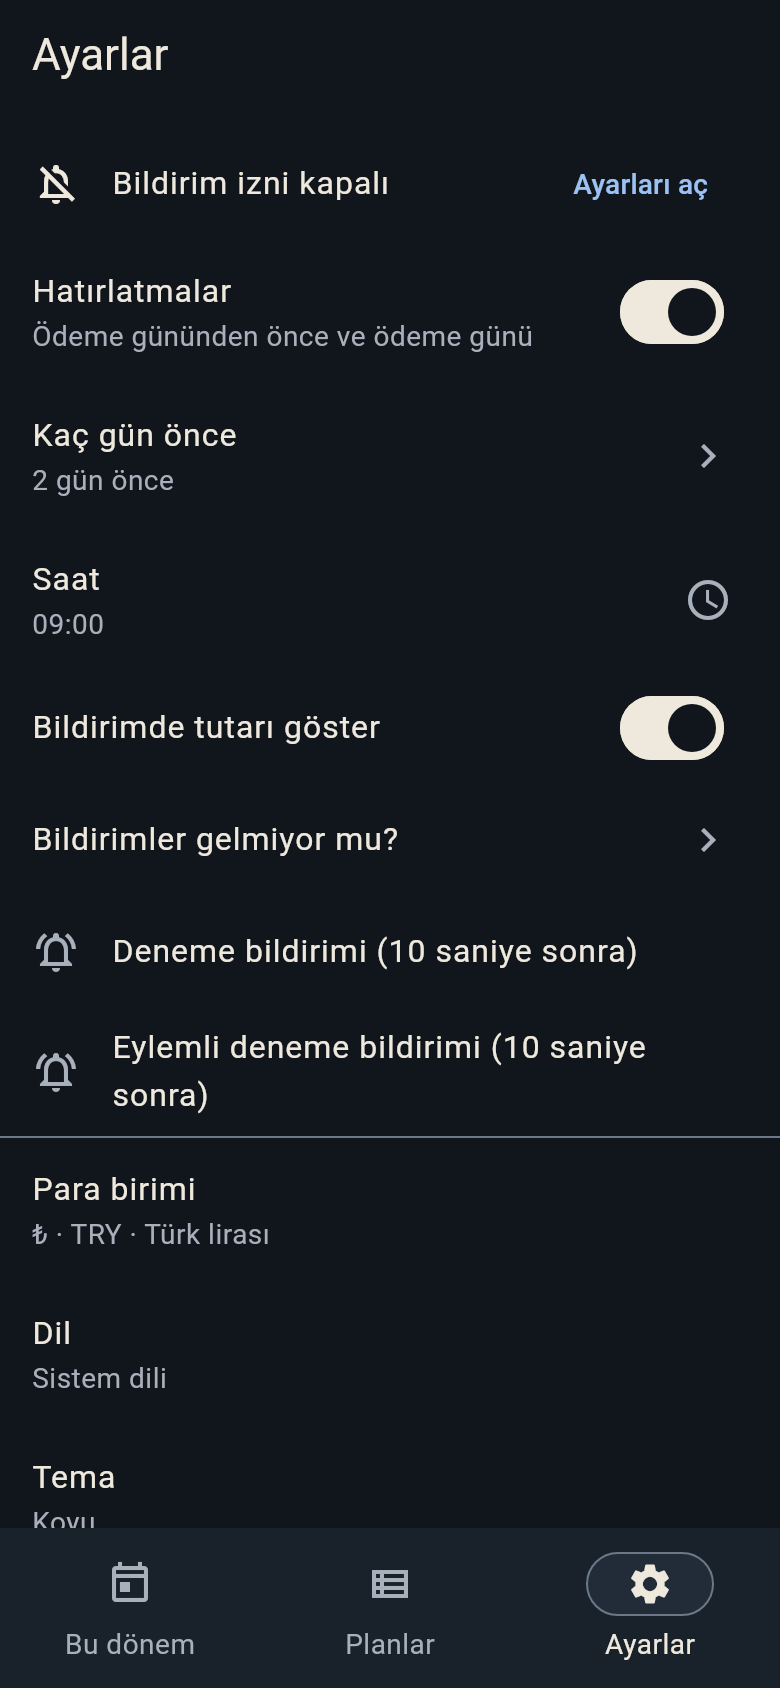 Ayarlar
Bildirim izni kapalı
Ayarları aç
Hatırlatmalar
Ödeme gününden önce ve ödeme günü
Kaç gün önce
2 gün önce
Saat
09:00
Bildirimde tutarı göster
Bildirimler gelmiyor mu?
Deneme bildirimi (10 saniye sonra)
Eylemli deneme bildirimi (10 saniye
sonra)
Para birimi
₺ · TRY · Türk lirası
Dil
Sistem dili
Tema
Koyu
Bu dönem
Planlar
Ayarlar